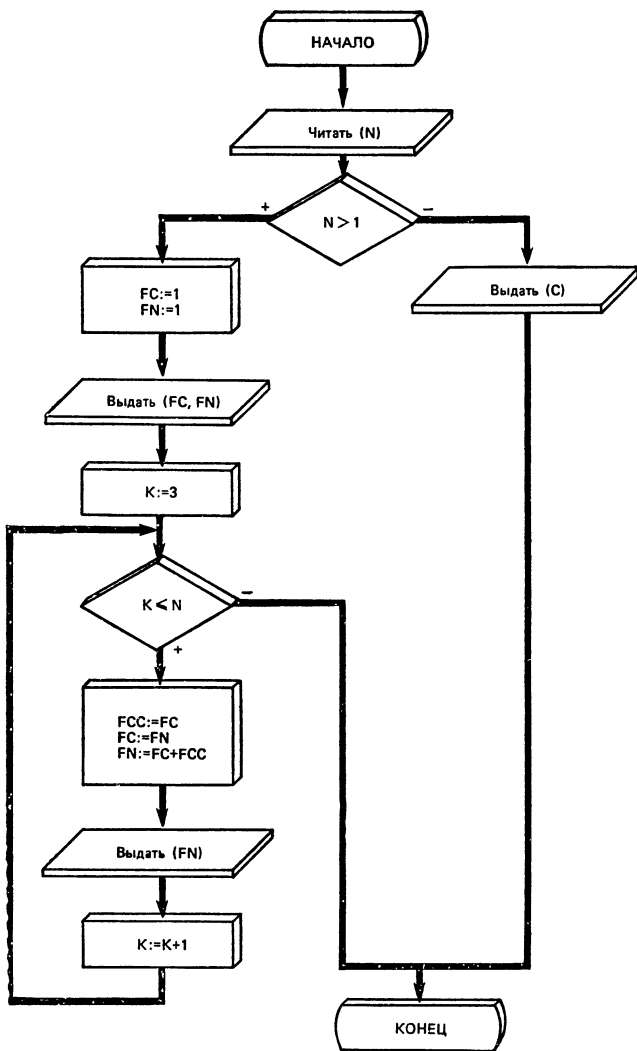 НАЧАЛО
Читать (N)
N > 1
+
−
FC:=1
FN:=1
Выдать (C)
Выдать (FC, FN)
K:=3
K ≤ N
−
+
FCC:=FC
FC:=FN
FN:=FC+FCC
Выдать (FN)
K:=K+1
КОНЕЦ